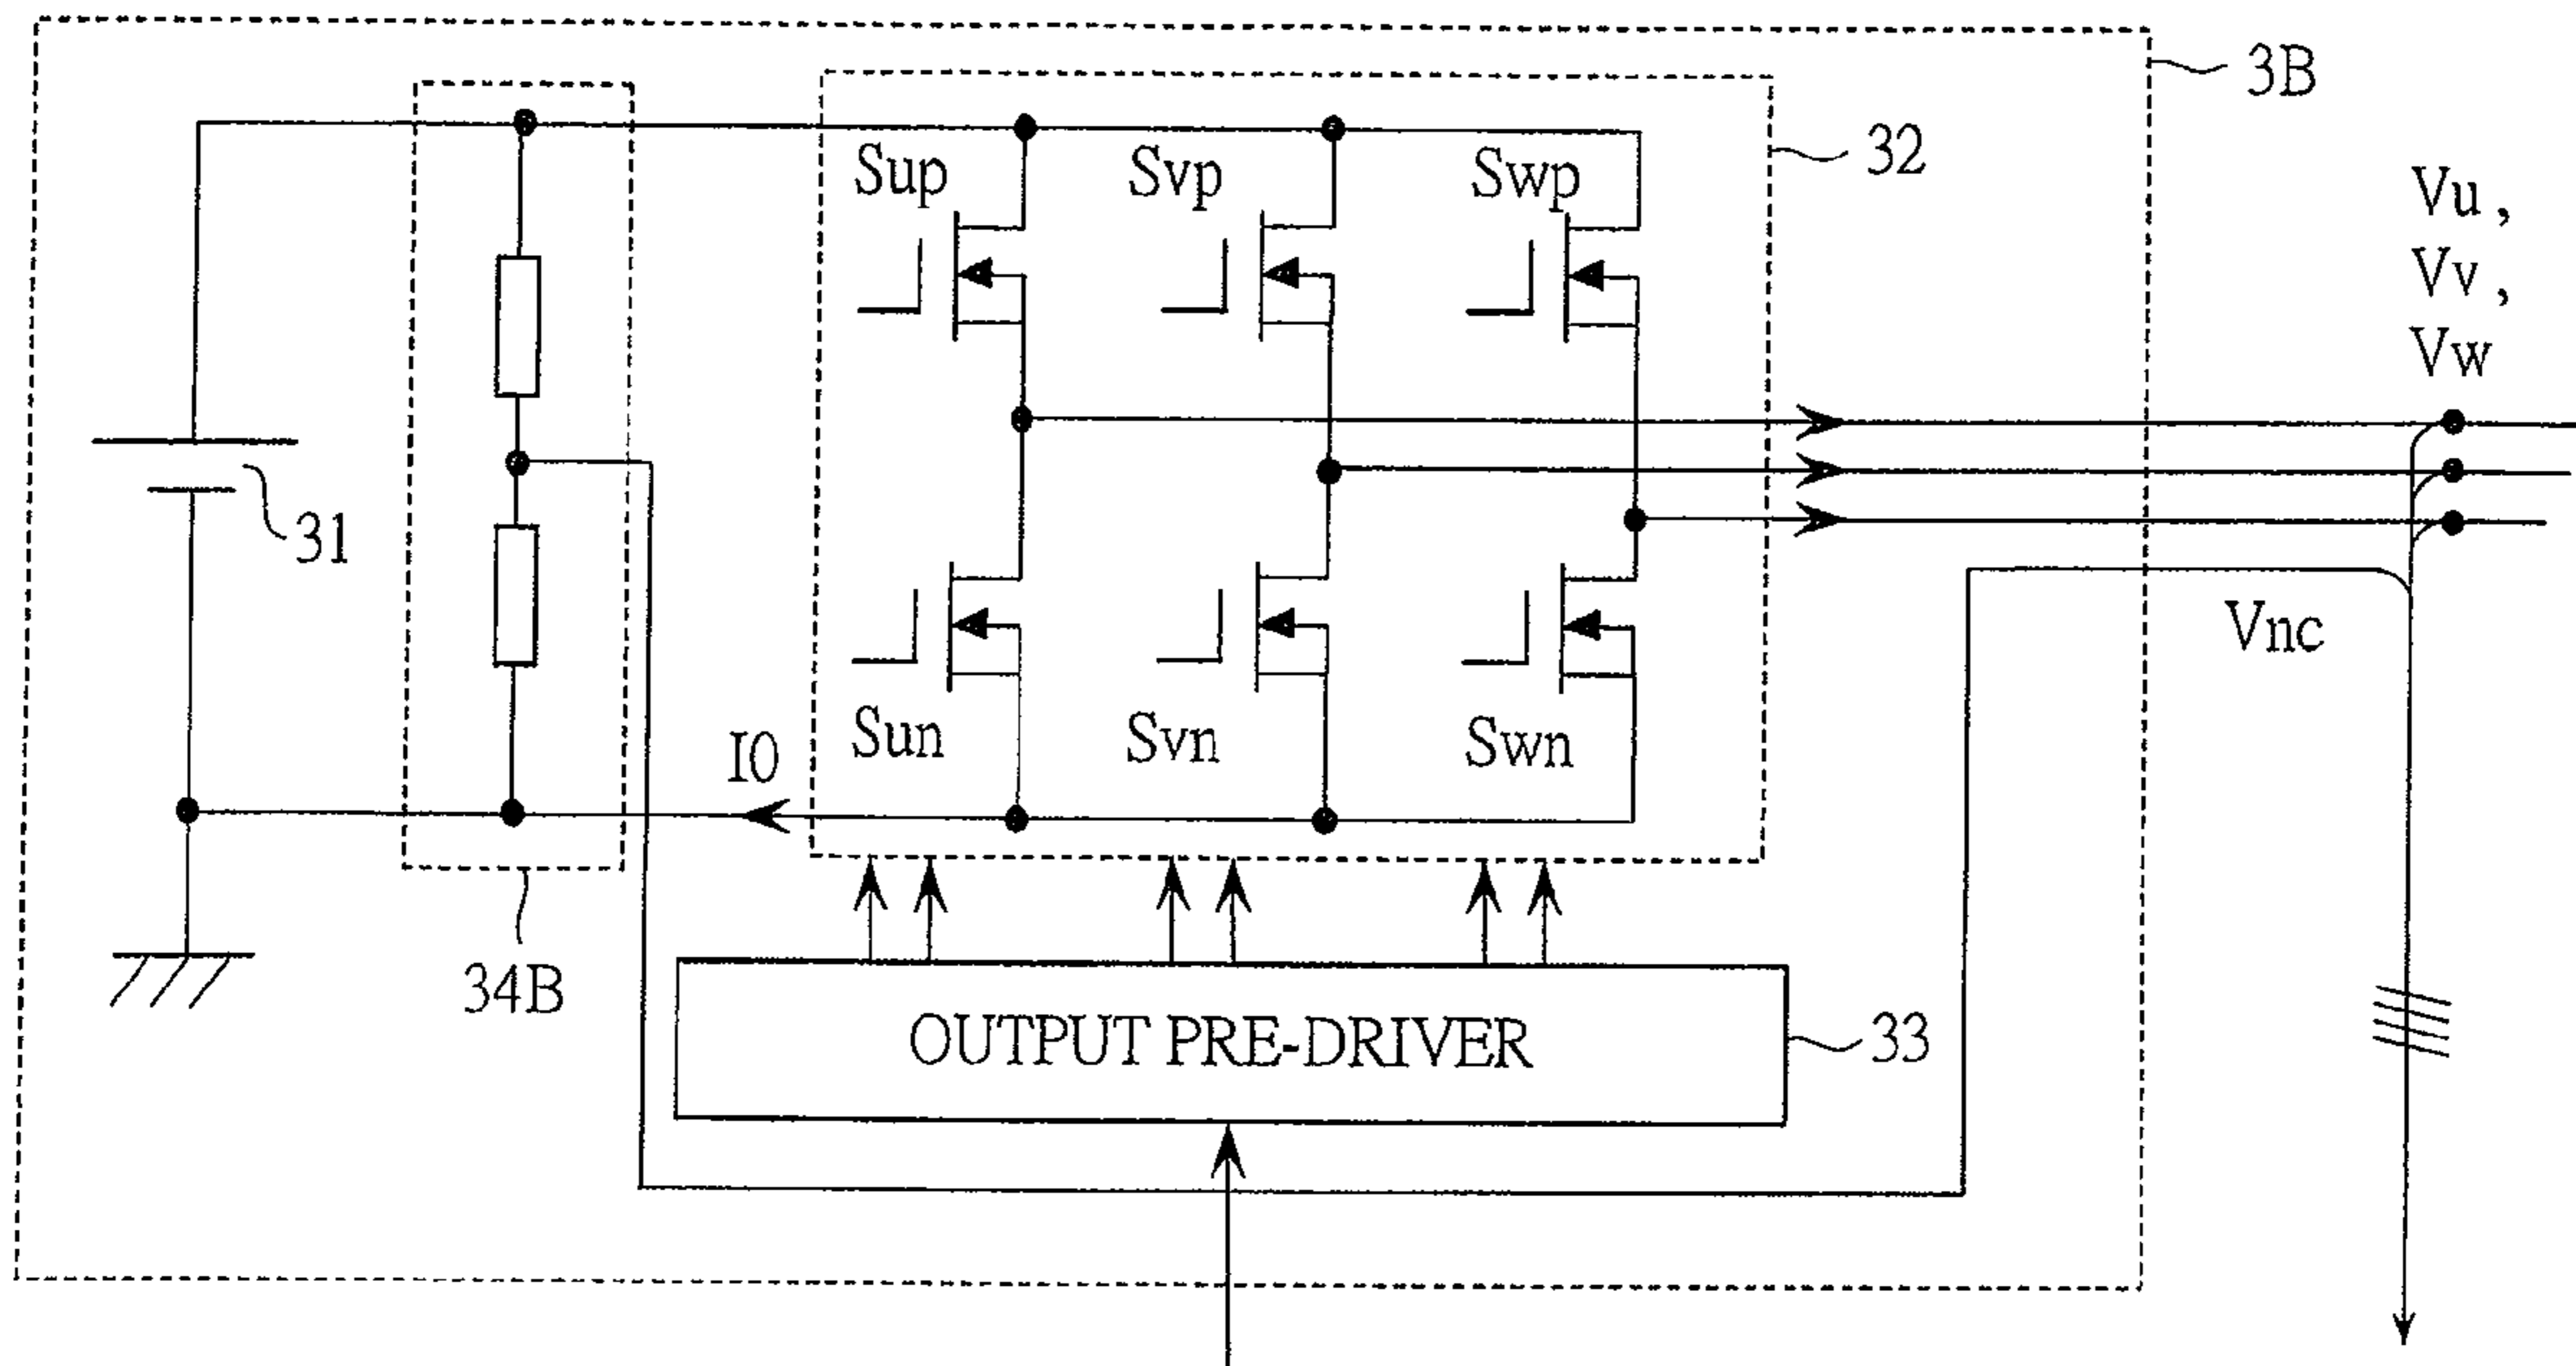 3B
32
Sup
Svp
Swp
Vu ,
Vv ,
Vw
31
Vnc
Sun
Svn
Swn
I0
34B
OUTPUT PRE-DRIVER
33